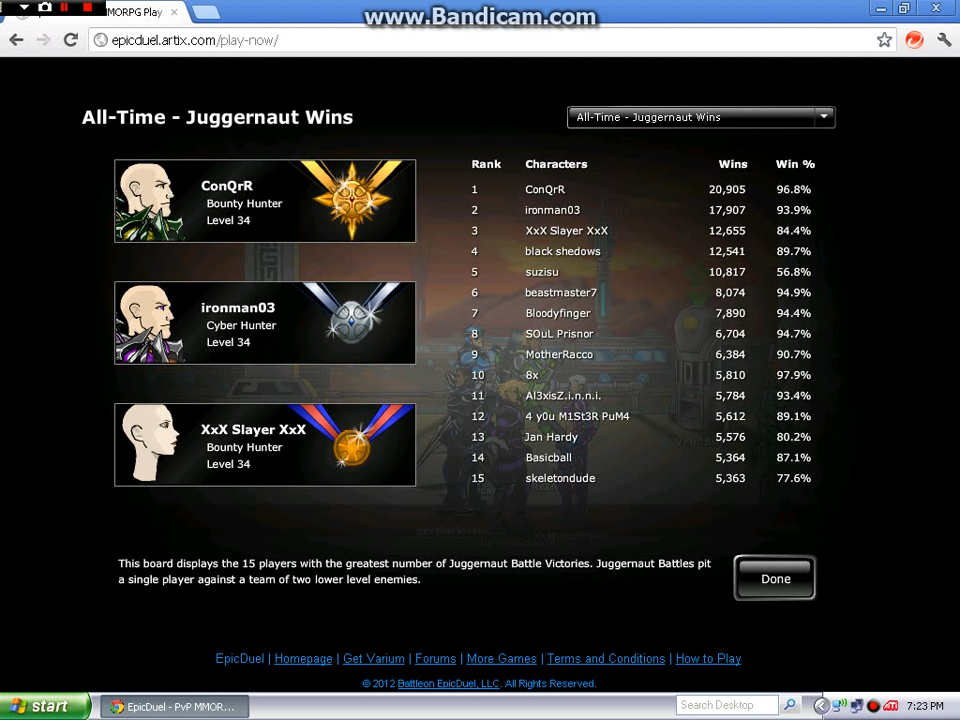 www.Bandicam.com
MMORPG Play
epicduel.artix.com/play-now/
All-Time - Juggernaut Wins
All-Time - Juggernaut Wins
ConQrR
Bounty Hunter
Level 34
ironman03
Cyber Hunter
Level 34
XxX Slayer XxX
Bounty Hunter
Level 34
Rank Characters Wins Win %
1 ConQrR 20,905 96.8%
2 ironman03 17,907 93.9%
3 XxX Slayer XxX 12,655 84.4%
4 black shedows 12,541 89.7%
5 suzisu 10,817 56.8%
6 beastmaster7 8,074 94.9%
7 Bloodyfinger 7,890 94.4%
8 SOuL Prisnor 6,704 94.7%
9 MotherRacco 6,384 90.7%
10 8x 5,810 97.9%
11 Al3xisZ.i.n.n.i. 5,784 93.4%
12 4 y0u M1St3R PuM4 5,612 89.1%
13 Jan Hardy 5,576 80.2%
14 Basicball 5,364 87.1%
15 skeletondude 5,363 77.6%
This board displays the 15 players with the greatest number of Juggernaut Battle Victories. Juggernaut Battles pit
a single player against a team of two lower level enemies.
Done
EpicDuel | Homepage | Get Varium | Forums | More Games | Terms and Conditions | How to Play
© 2012 Battleon EpicDuel, LLC. All Rights Reserved.
start
EpicDuel - PvP MMOR...
Search Desktop
7:23 PM